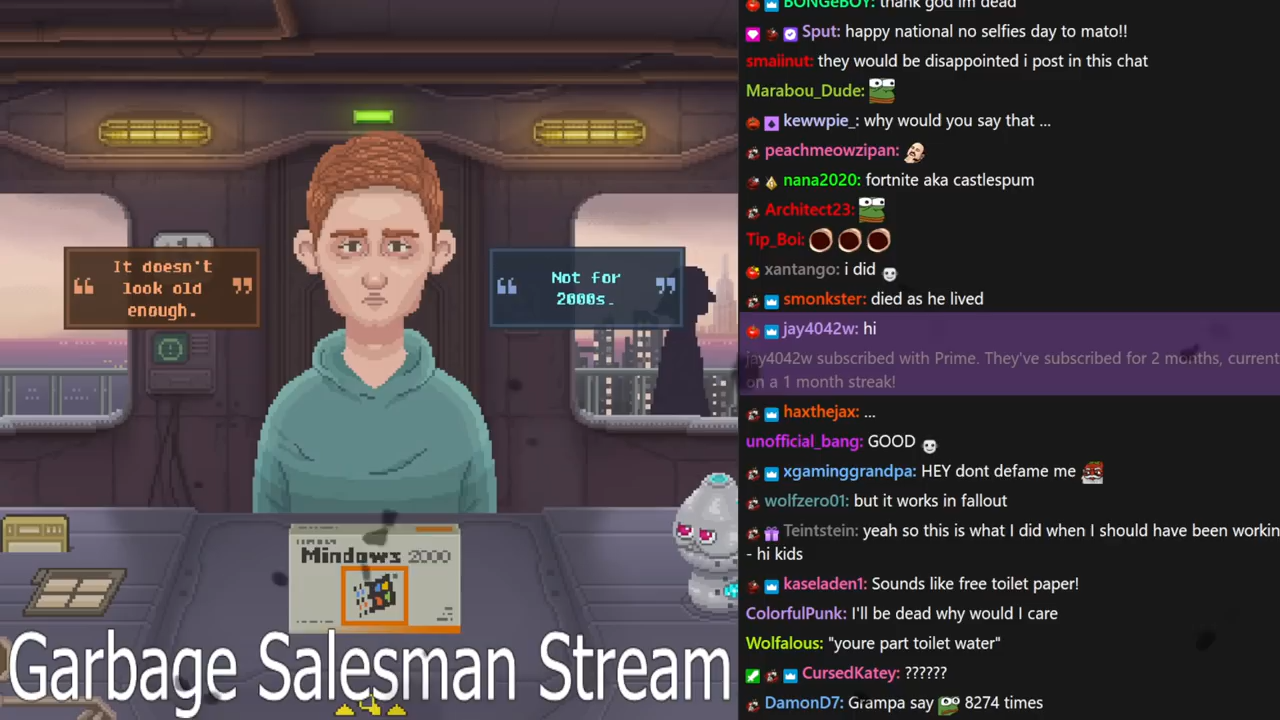 It doesn't
look old
enough.
Not for
2000s.
Mindows 2000
Garbage Salesman Stream
BONGeBOY: thank god im dead
Sput: happy national no selfies day to mato!!
smaiinut: they would be disappointed i post in this chat
Marabou_Dude:
kewwpie_: why would you say that ...
peachmeowzipan:
nana2020: fortnite aka castlespum
Architect23:
Tip_Boi:
xantango: i did
smonkster: died as he lived
jay4042w: hi
jay4042w subscribed with Prime. They've subscribed for 2 months, current
on a 1 month streak!
haxthejax: ...
unofficial_bang: GOOD
xgaminggrandpa: HEY dont defame me
wolfzero01: but it works in fallout
Teintstein: yeah so this is what I did when I should have been workin
- hi kids
kaseladen1: Sounds like free toilet paper!
ColorfulPunk: I'll be dead why would I care
Wolfalous: "youre part toilet water"
CursedKatey: ??????
DamonD7: Grampa say 8274 times